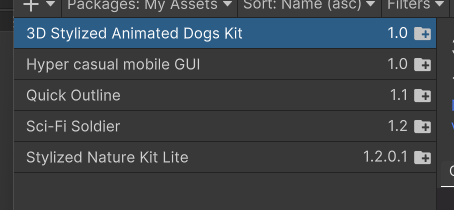 + Packages: My Assets Sort: Name (asc) Filters
3D Stylized Animated Dogs Kit 1.0
Hyper casual mobile GUI 1.0
Quick Outline 1.1
Sci-Fi Soldier 1.2
Stylized Nature Kit Lite 1.2.0.1